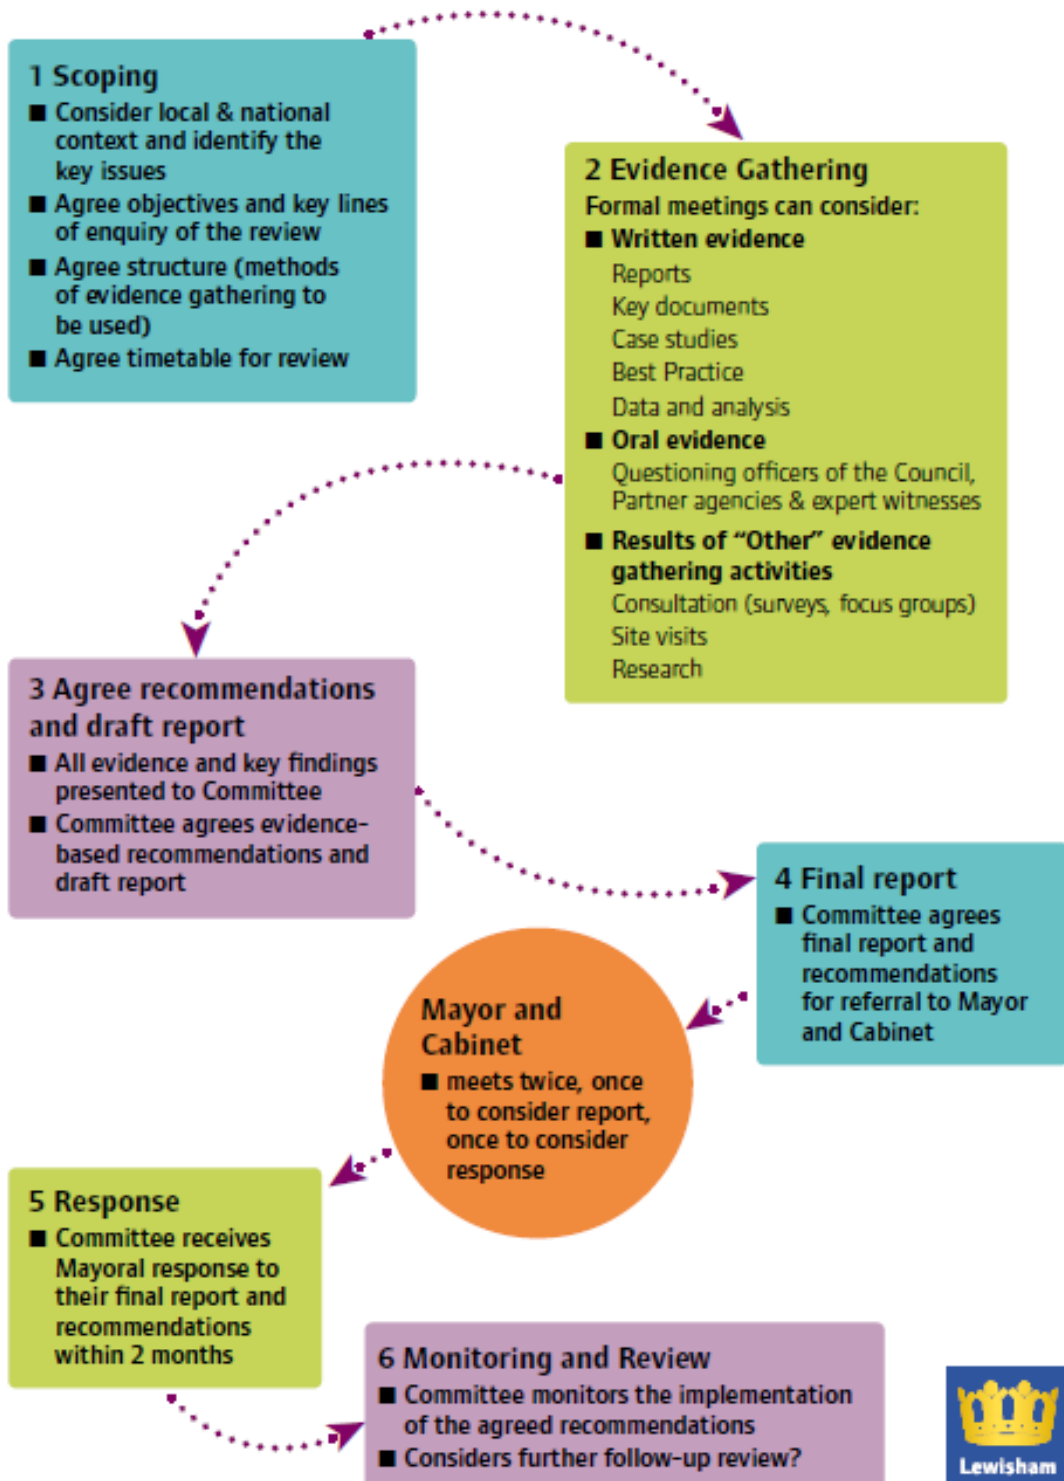 1 Scoping
■ Consider local & national
context and identify the
key issues
■ Agree objectives and key lines
of enquiry of the review
■ Agree structure (methods
of evidence gathering to
be used)
■ Agree timetable for review
2 Evidence Gathering
Formal meetings can consider:
■ Written evidence
Reports
Key documents
Case studies
Best Practice
Data and analysis
■ Oral evidence
Questioning officers of the Council,
Partner agencies & expert witnesses
■ Results of “Other” evidence
gathering activities
Consultation (surveys, focus groups)
Site visits
Research
3 Agree recommendations
and draft report
■ All evidence and key findings
presented to Committee
■ Committee agrees evidence-
based recommendations and
draft report
4 Final report
■ Committee agrees
final report and
recommendations
for referral to Mayor
and Cabinet
Mayor and
Cabinet
■ meets twice, once
to consider report,
once to consider
response
5 Response
■ Committee receives
Mayoral response to
their final report and
recommendations
within 2 months
6 Monitoring and Review
■ Committee monitors the implementation
of the agreed recommendations
■ Considers further follow-up review?
Lewisham